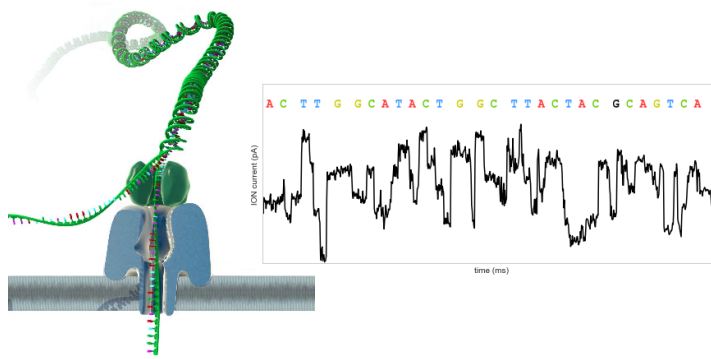 A C T T G G C A T A C T G G C T T A C T A C G C A G T C A
ION current (pA)
time (ms)